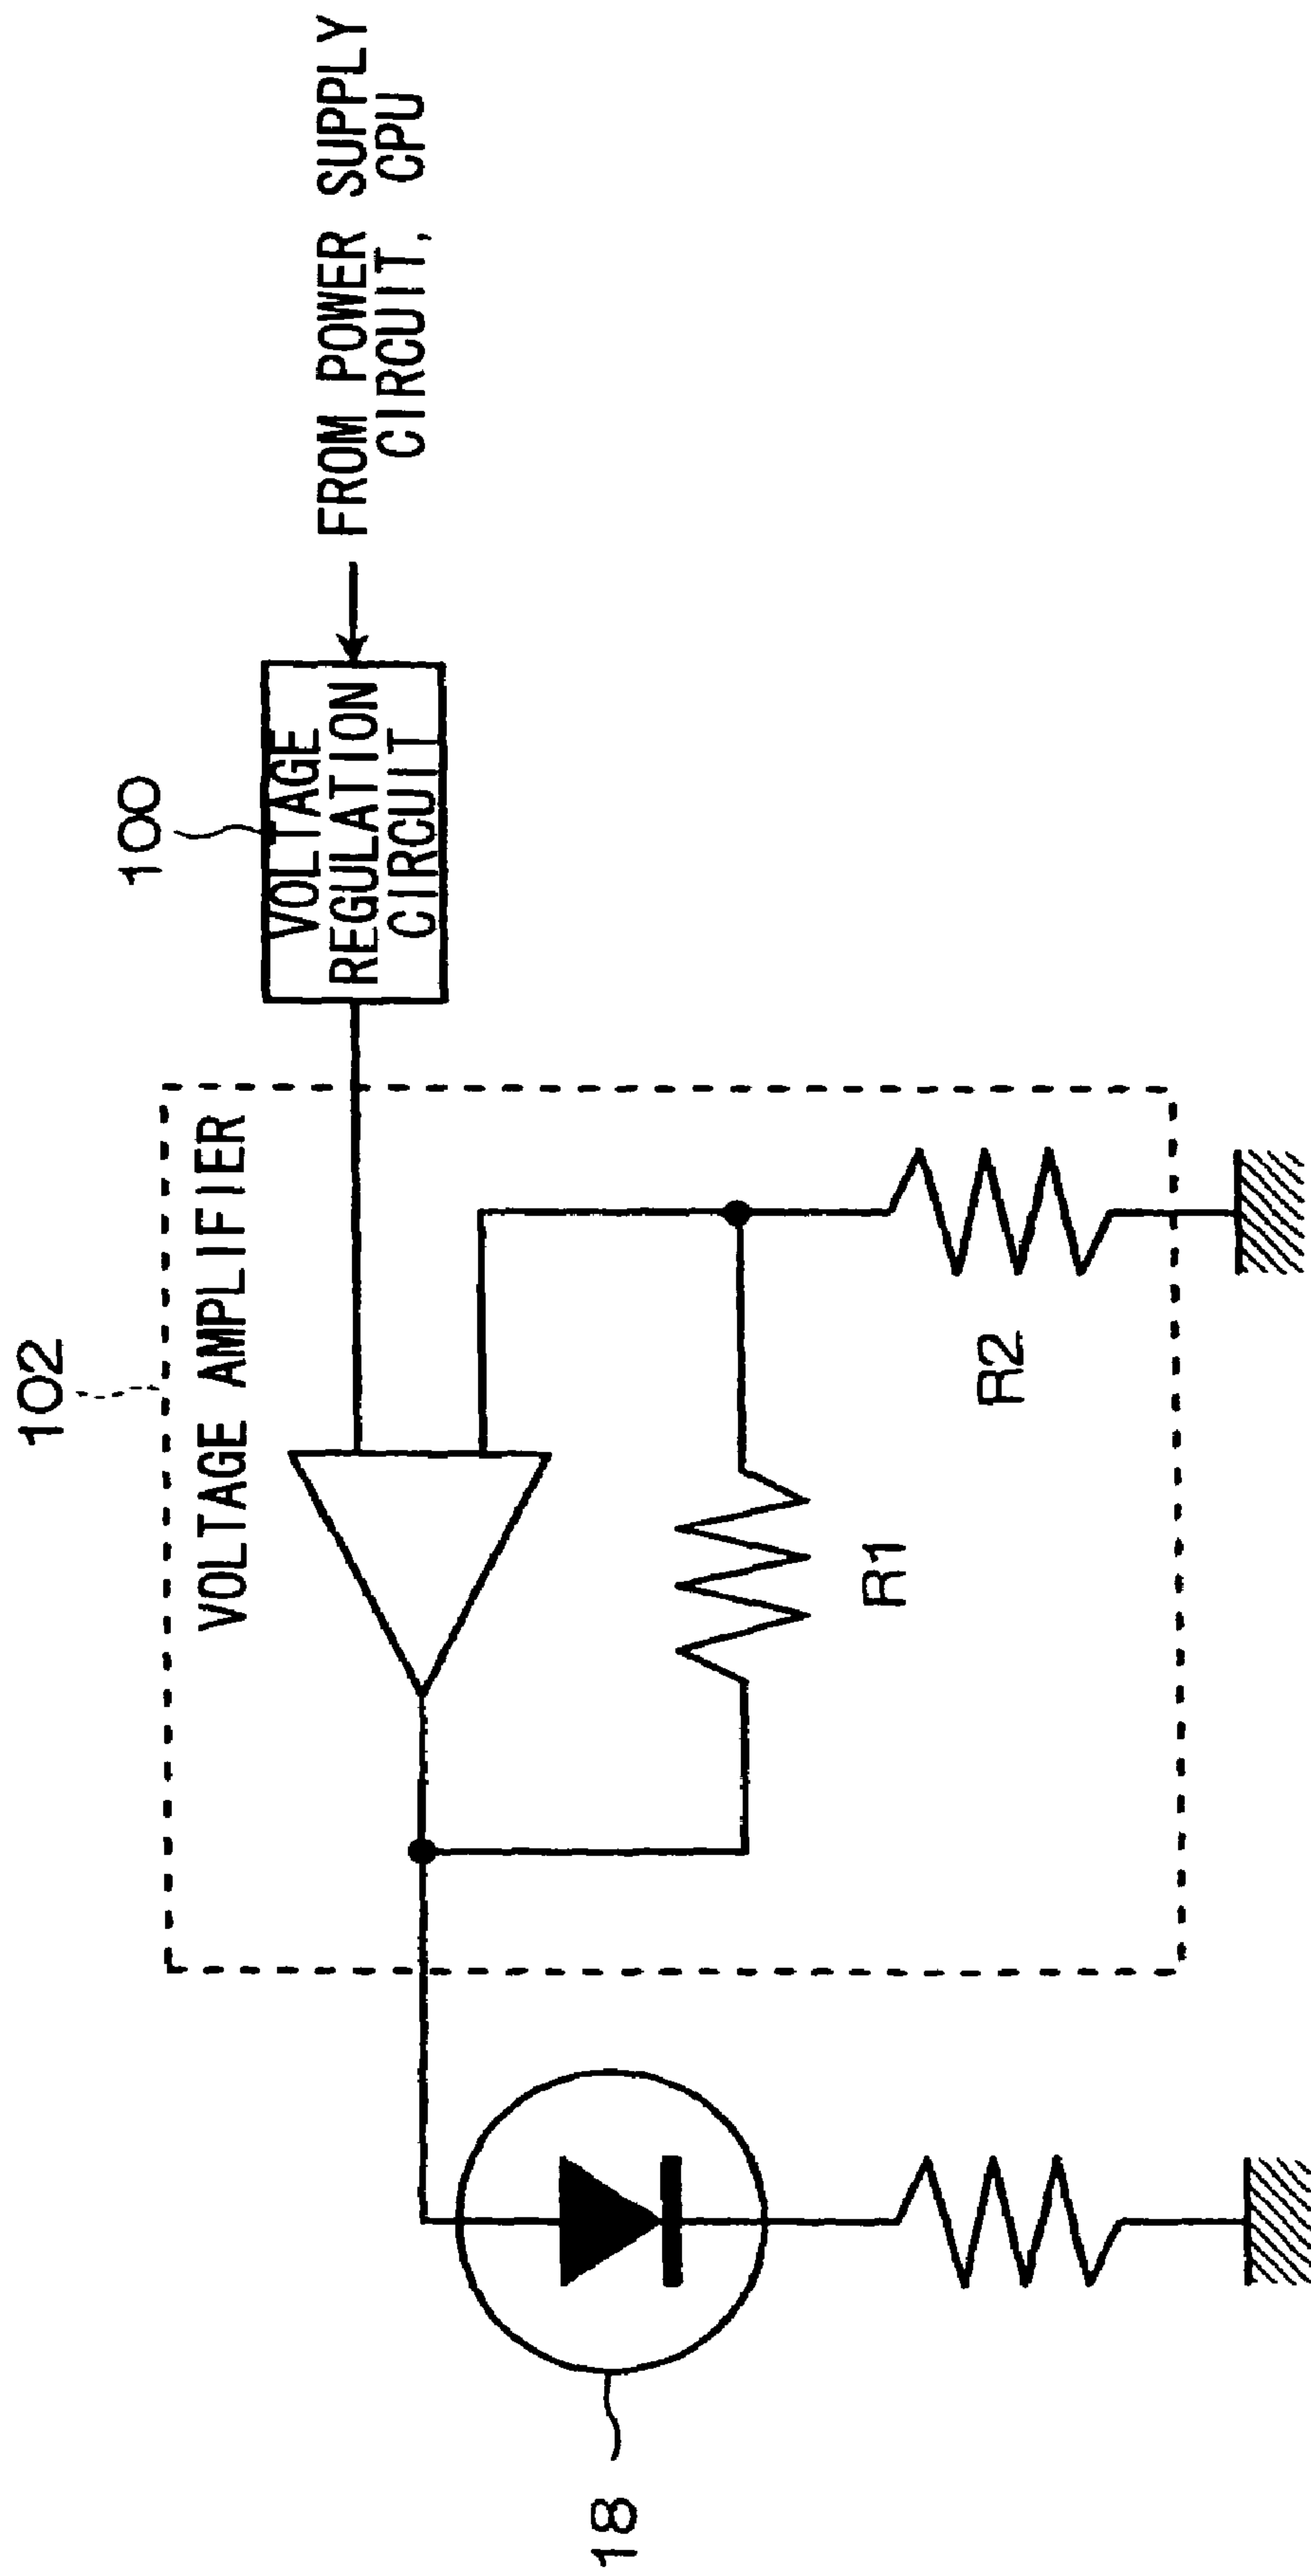 102
VOLTAGE AMPLIFIER
100
VOLTAGE
REGULATION
CIRCUIT
FROM POWER SUPPLY
CIRCUIT, CPU
R1
R2
18